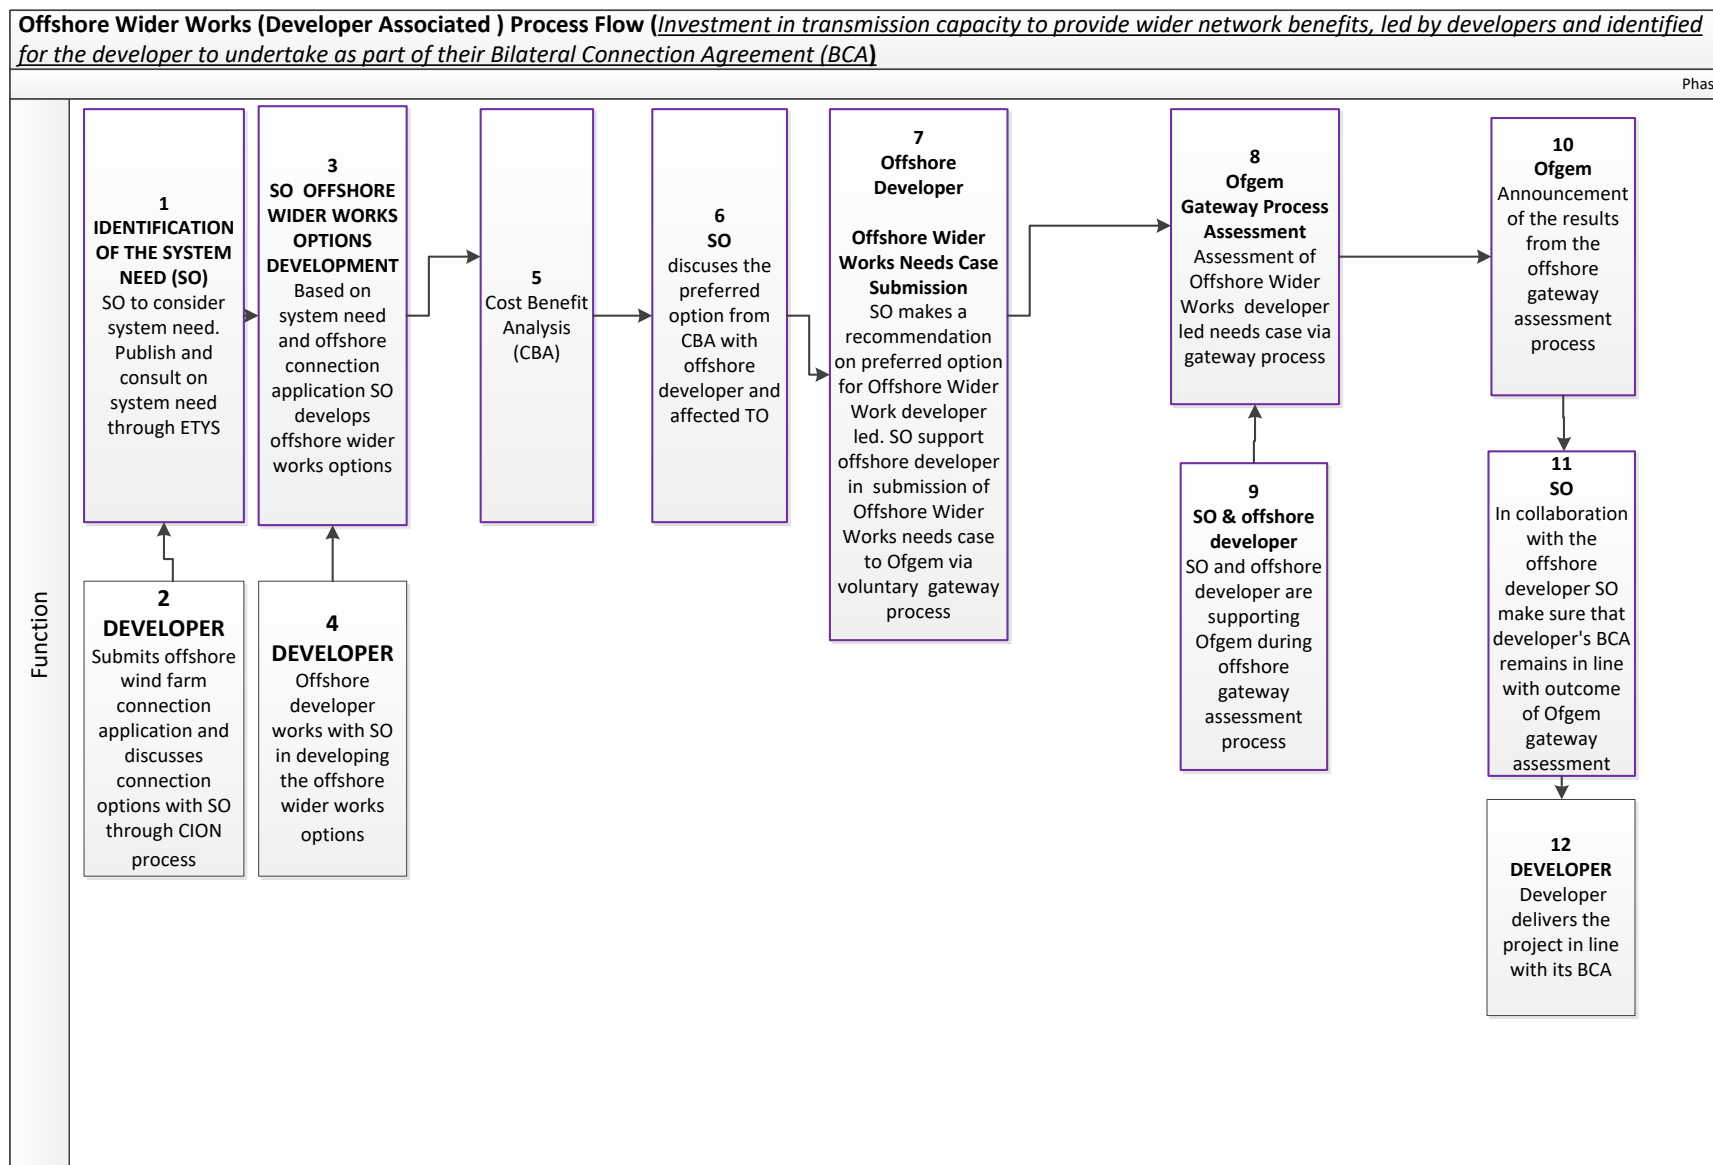 Offshore Wider Works (Developer Associated ) Process Flow (Investment in transmission capacity to provide wider network benefits, led by developers and identified
for the developer to undertake as part of their Bilateral Connection Agreement (BCA)
Phas
Function
1
IDENTIFICATION
OF THE SYSTEM
NEED (SO)
SO to consider
system need.
Publish and
consult on
system need
through ETYS
2
DEVELOPER
Submits offshore
wind farm
connection
application and
discusses
connection
options with SO
through CION
process
3
SO OFFSHORE
WIDER WORKS
OPTIONS
DEVELOPMENT
Based on
system need
and offshore
connection
application SO
develops
offshore wider
works options
4
DEVELOPER
Offshore
developer
works with SO
in developing
the offshore
wider works
options
5
Cost Benefit
Analysis
(CBA)
6
SO
discuses the
preferred
option from
CBA with
offshore
developer and
affected TO
7
Offshore
Developer
Offshore Wider
Works Needs Case
Submission
SO makes a
recommendation
on preferred option
for Offshore Wider
Work developer
led. SO support
offshore developer
in submission of
Offshore Wider
Works needs case
to Ofgem via
voluntary gateway
process
8
Ofgem
Gateway Process
Assessment
Assessment of
Offshore Wider
Works developer
led needs case via
gateway process
9
SO & offshore
developer
SO and offshore
developer are
supporting
Ofgem during
offshore
gateway
assessment
process
10
Ofgem
Announcement
of the results
from the
offshore
gateway
assessment
process
11
SO
In collaboration
with the
offshore
developer SO
make sure that
developer's BCA
remains in line
with outcome
of Ofgem
gateway
assessment
12
DEVELOPER
Developer
delivers the
project in line
with its BCA